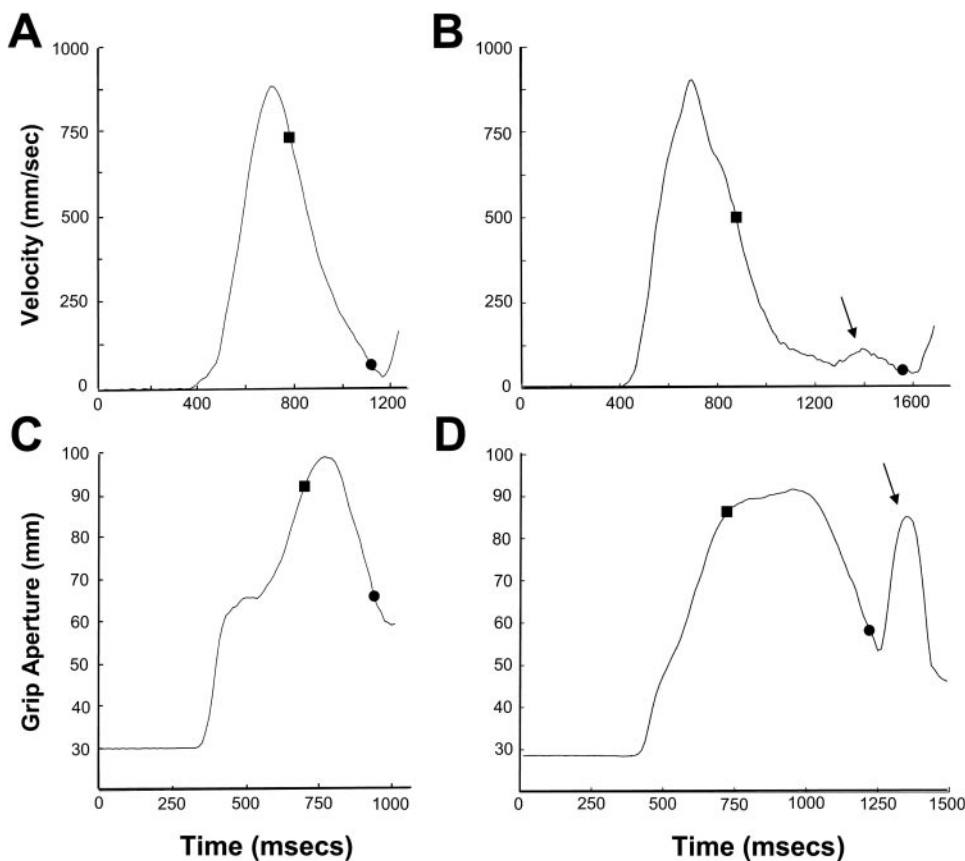 A
B
Velocity (mm/sec)
1000
750
500
250
0
0 400 800 1200
1000
750
500
250
0
0 400 800 1200 1600
C
D
Grip Aperture (mm)
100
90
80
70
60
50
40
30
0 250 500 750 1000
100
90
80
70
60
50
40
30
0 250 500 750 1000 1250 1500
Time (msecs)
Time (msecs)